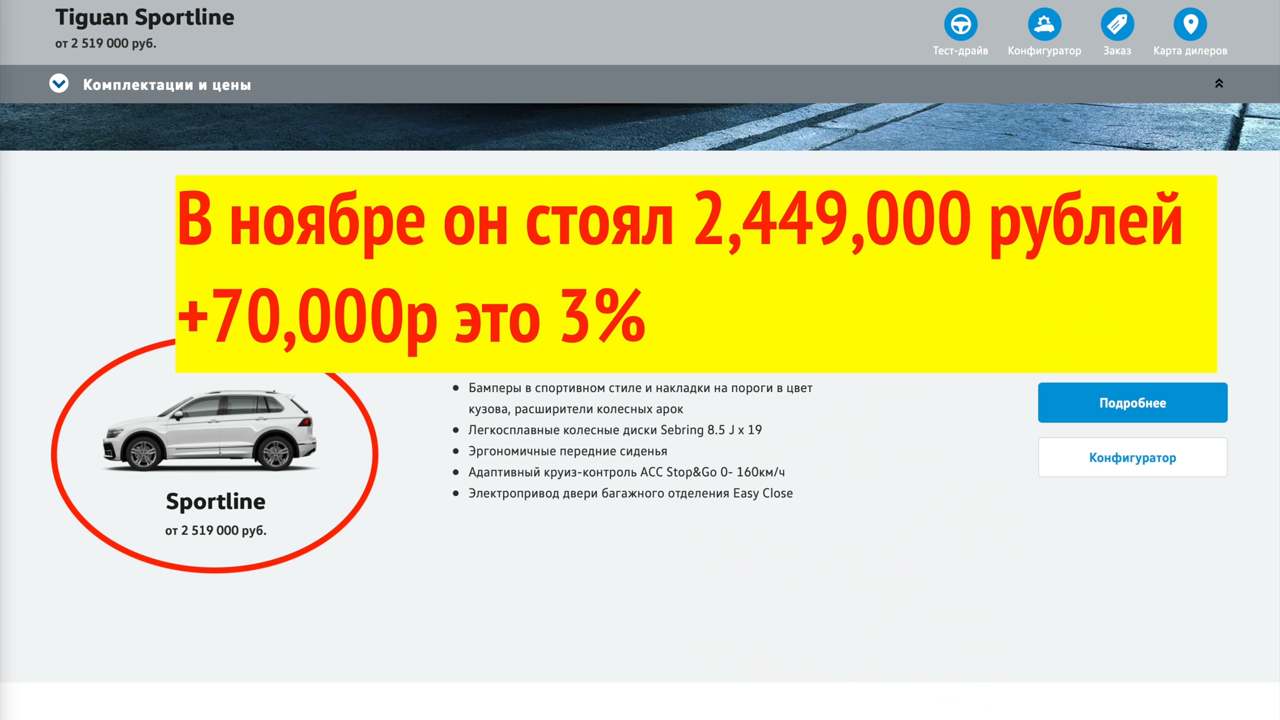 Tiguan Sportline
от 2 519 000 руб.
Тест-драйв
Конфигуратор
Заказ
Карта дилеров
Комплектации и цены
В ноябре он стоял 2,449,000 рублей
+70,000р это 3%
Sportline
от 2 519 000 руб.
● Бамперы в спортивном стиле и накладки на пороги в цвет
кузова, расширители колесных арок
● Легкосплавные колесные диски Sebring 8.5 J x 19
● Эргономичные передние сиденья
● Адаптивный круиз-контроль ACC Stop&Go 0- 160км/ч
● Электропривод двери багажного отделения Easy Close
Подробнее
Конфигуратор